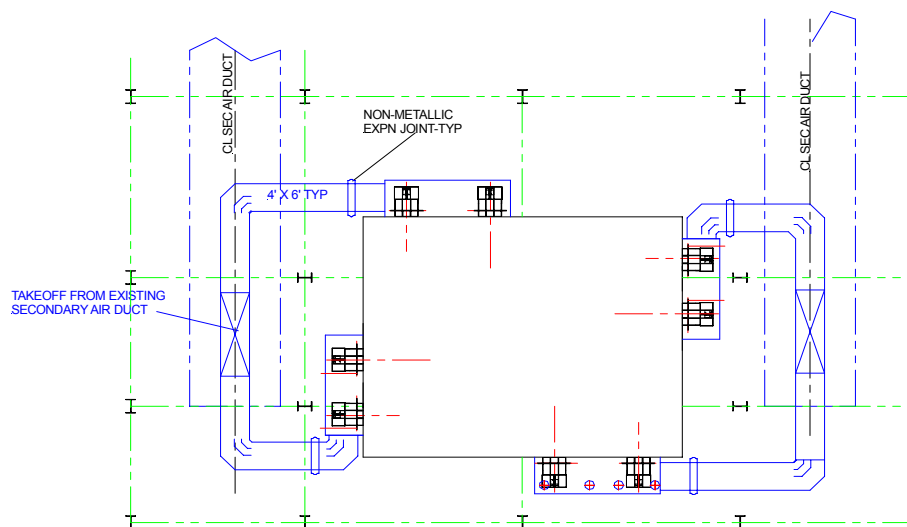 CL SEC AIR DUCT
CL SEC AIR DUCT
NON-METALLIC
EXPN JOINT-TYP
4' X 6' TYP
TAKEOFF FROM EXISTING
SECONDARY AIR DUCT